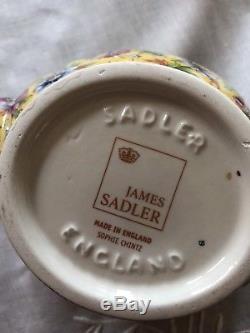 SADLER
JAMES
SADLER
MADE IN ENGLAND
SOPHIE CHINTZ
ENGLAND